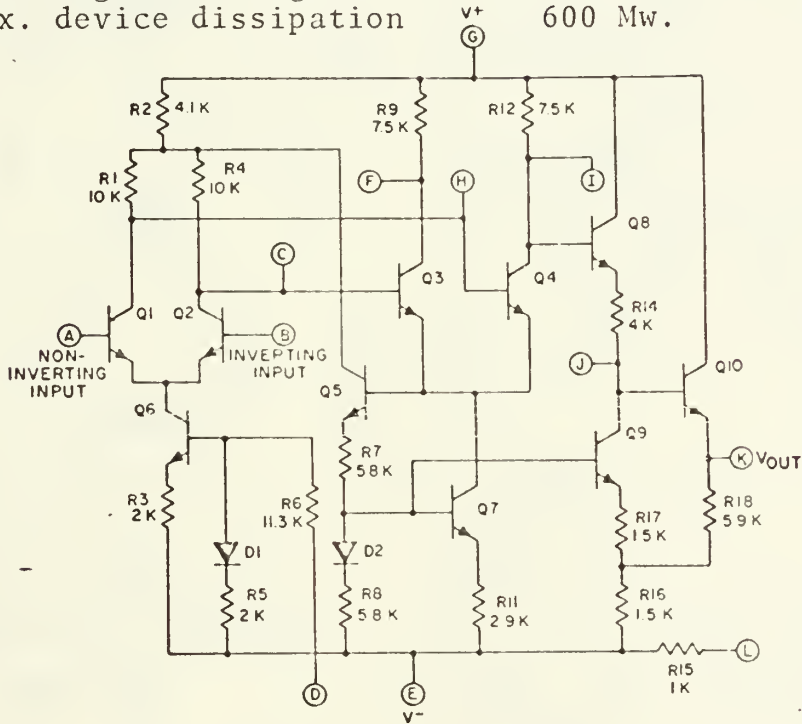 x. device dissipation 600 Mw.
V+
G
R2 4.1K
R9
7.5K
R12 7.5K
R1
10K
R4
10K
F
H
I
C
Q3
Q4
Q8
R14
4K
A
Q1
Q2
B
NON-
INVERTING
INPUT
INVERTING
INPUT
J
Q10
Q6
Q5
Q9
K VOUT
R7
5.8K
R3
2K
R6
11.3K
Q7
R17
1.5K
R18
5.9K
D1
D2
R5
2K
R8
5.8K
R11
2.9K
R16
1.5K
L
R15
1K
D
E
V-